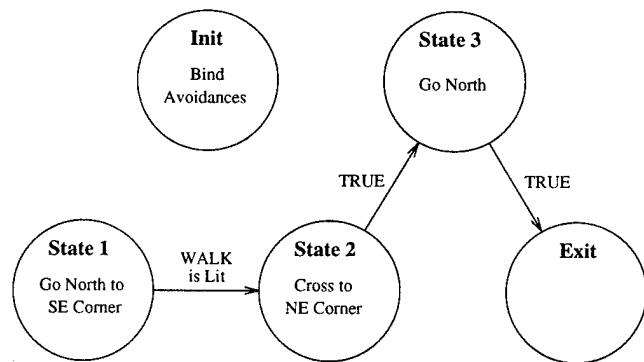 Init
Bind
Avoidances
State 3
Go North
TRUE
TRUE
State 1
Go North to
SE Corner
WALK
is Lit
State 2
Cross to
NE Corner
Exit